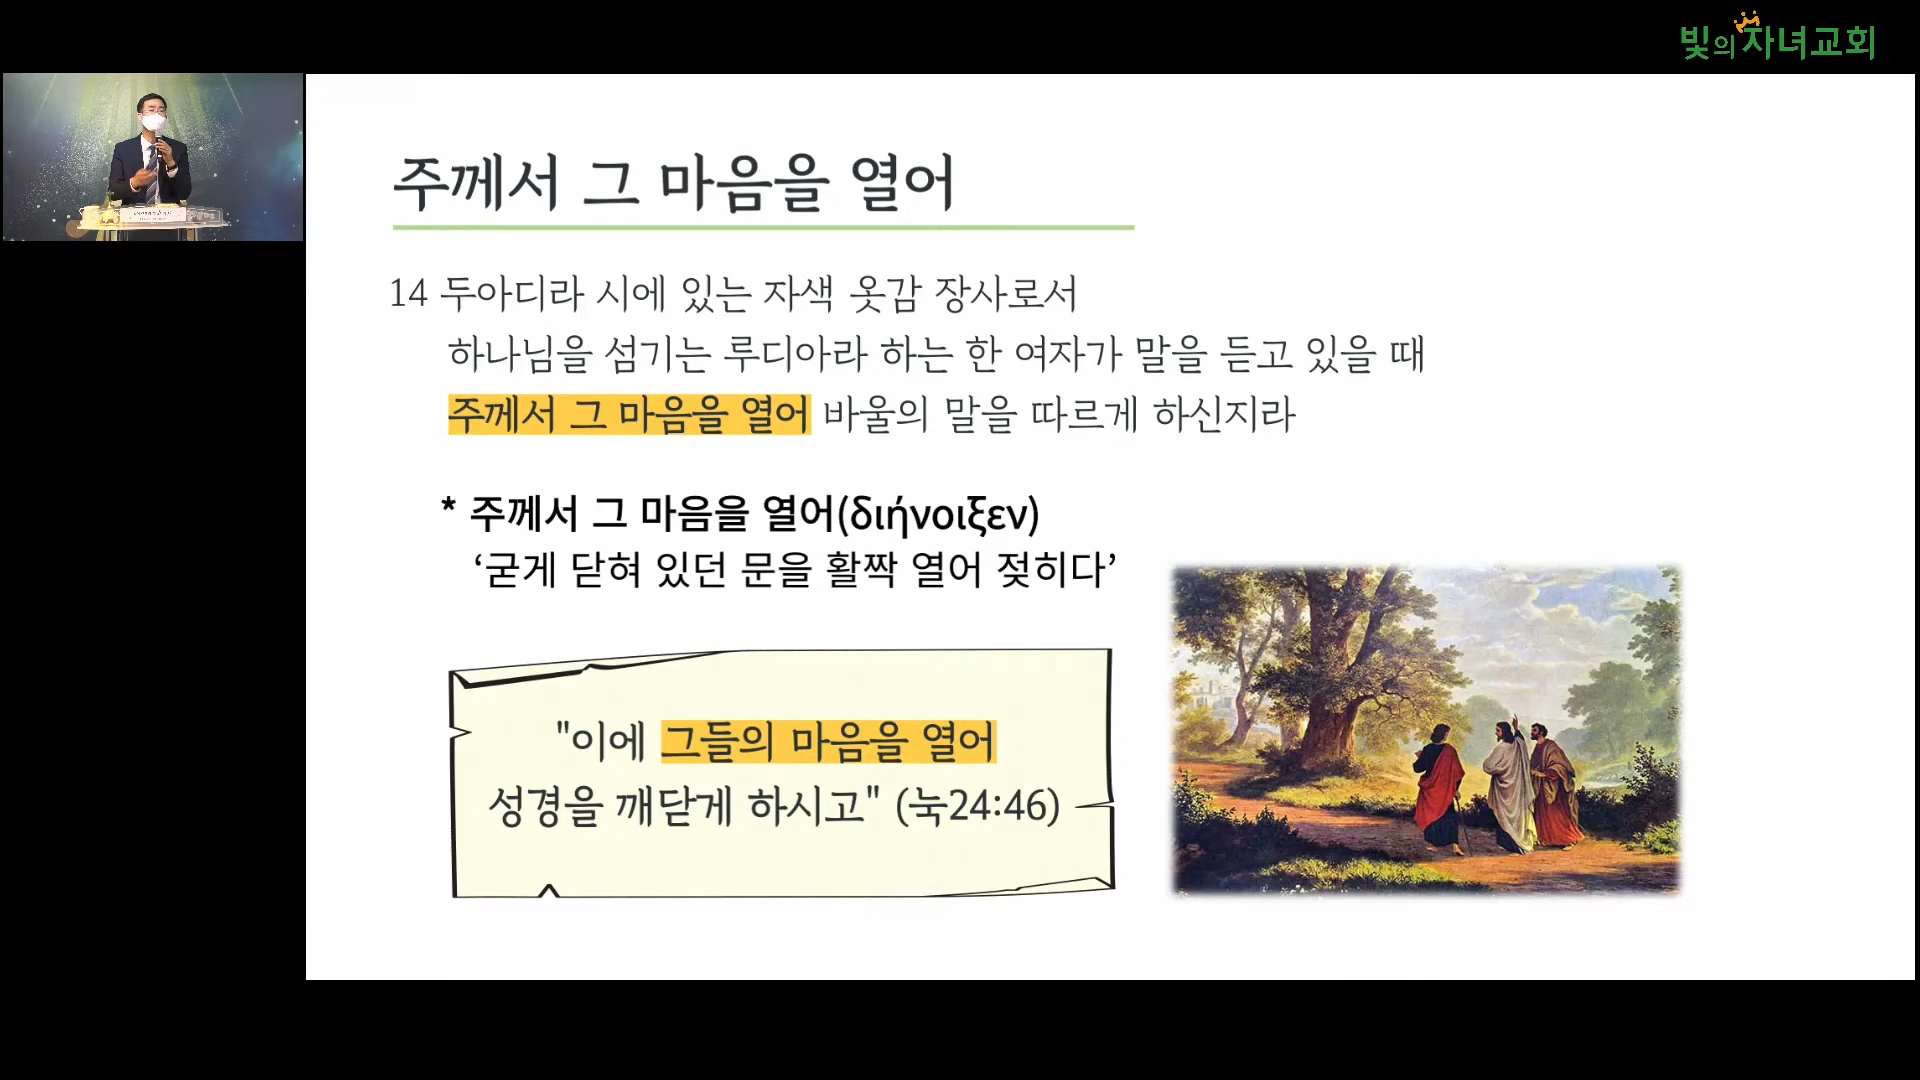 빛의자녀교회
주께서 그 마음을 열어
14 두아디라 시에 있는 자색 옷감 장사로서
하나님을 섬기는 루디아라 하는 한 여자가 말을 듣고 있을 때
주께서 그 마음을 열어 바울의 말을 따르게 하신지라
* 주께서 그 마음을 열어(διήνοιξεν)
‘굳게 닫혀 있던 문을 활짝 열어 젖히다’
"이에 그들의 마음을 열어
성경을 깨닫게 하시고" (눅24:46)